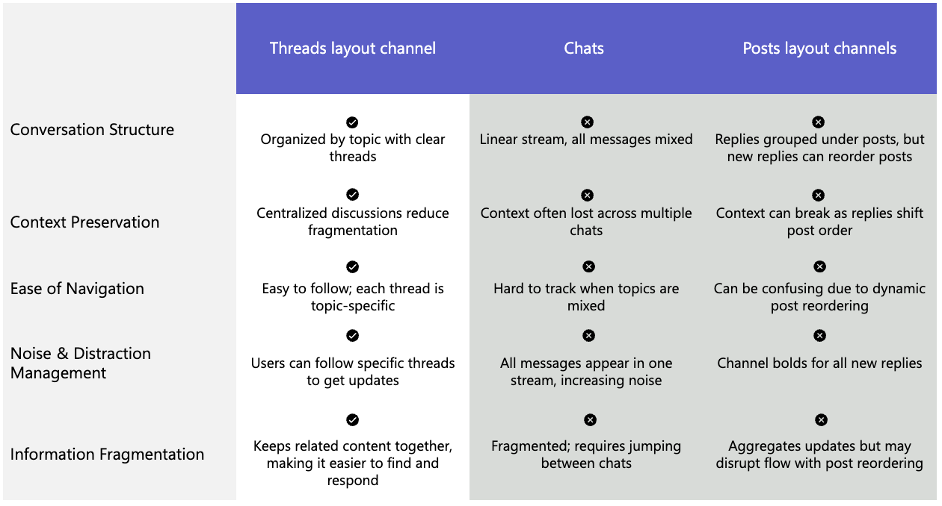 Threads layout channel
Chats
Posts layout channels
Conversation Structure
Organized by topic with clear
threads
Linear stream, all messages mixed
Replies grouped under posts, but
new replies can reorder posts
Context Preservation
Centralized discussions reduce
fragmentation
Context often lost across multiple
chats
Context can break as replies shift
post order
Ease of Navigation
Easy to follow; each thread is
topic-specific
Hard to track when topics are
mixed
Can be confusing due to dynamic
post reordering
Noise & Distraction
Management
Users can follow specific threads
to get updates
All messages appear in one
stream, increasing noise
Channel bolds for all new replies
Information Fragmentation
Keeps related content together,
making it easier to find and
respond
Fragmented; requires jumping
between chats
Aggregates updates but may
disrupt flow with post reordering